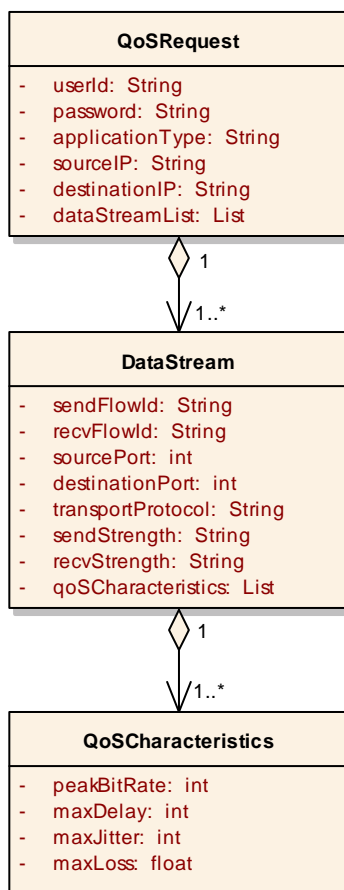 QoSRequest
- userId: String
- password: String
- applicationType: String
- sourceIP: String
- destinationIP: String
- dataStreamList: List
1
1..*
DataStream
- sendFlowId: String
- recvFlowId: String
- sourcePort: int
- destinationPort: int
- transportProtocol: String
- sendStrength: String
- recvStrength: String
- qoSCharacteristics: List
1
1..*
QoSCharacteristics
- peakBitRate: int
- maxDelay: int
- maxJitter: int
- maxLoss: float